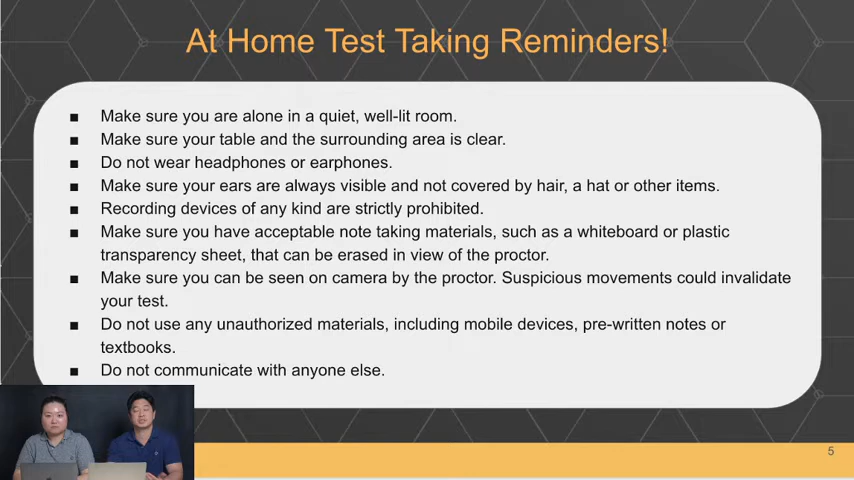 At Home Test Taking Reminders!
■ Make sure you are alone in a quiet, well-lit room.
■ Make sure your table and the surrounding area is clear.
■ Do not wear headphones or earphones.
■ Make sure your ears are always visible and not covered by hair, a hat or other items.
■ Recording devices of any kind are strictly prohibited.
■ Make sure you have acceptable note taking materials, such as a whiteboard or plastic
transparency sheet, that can be erased in view of the proctor.
■ Make sure you can be seen on camera by the proctor. Suspicious movements could invalidate
your test.
■ Do not use any unauthorized materials, including mobile devices, pre-written notes or
textbooks.
■ Do not communicate with anyone else.
5